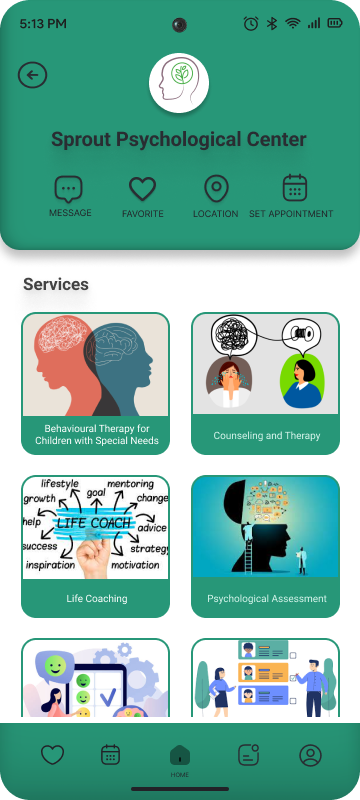 5:13 PM
Sprout Psychological Center
MESSAGE
FAVORITE
LOCATION
SET APPOINTMENT
Services
Behavioural Therapy for
Children with Special Needs
Counseling and Therapy
lifestyle
mentoring
growth
goal
change
help
LIFE COACH
advice
success
strategy
inspiration
motivation
Life Coaching
Psychological Assessment
HOME